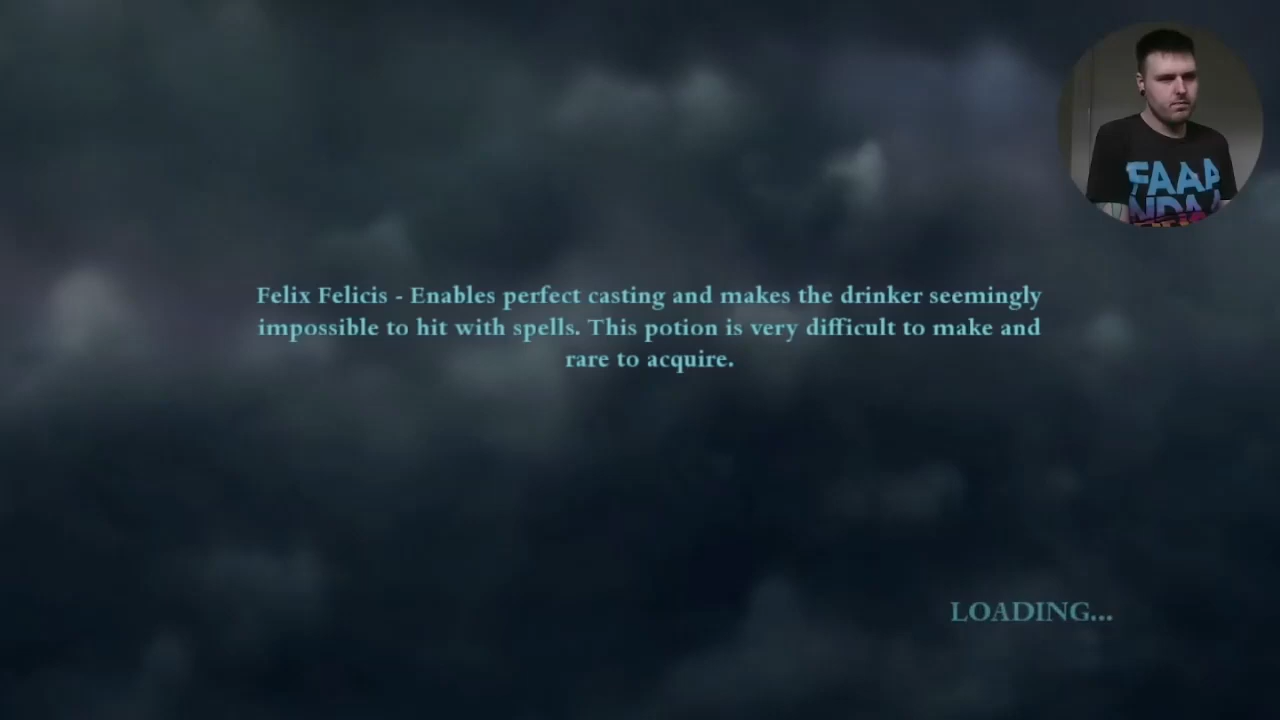 FAAA
Felix Felicis - Enables perfect casting and makes the drinker seemingly
impossible to hit with spells. This potion is very difficult to make and
rare to acquire.
LOADING...